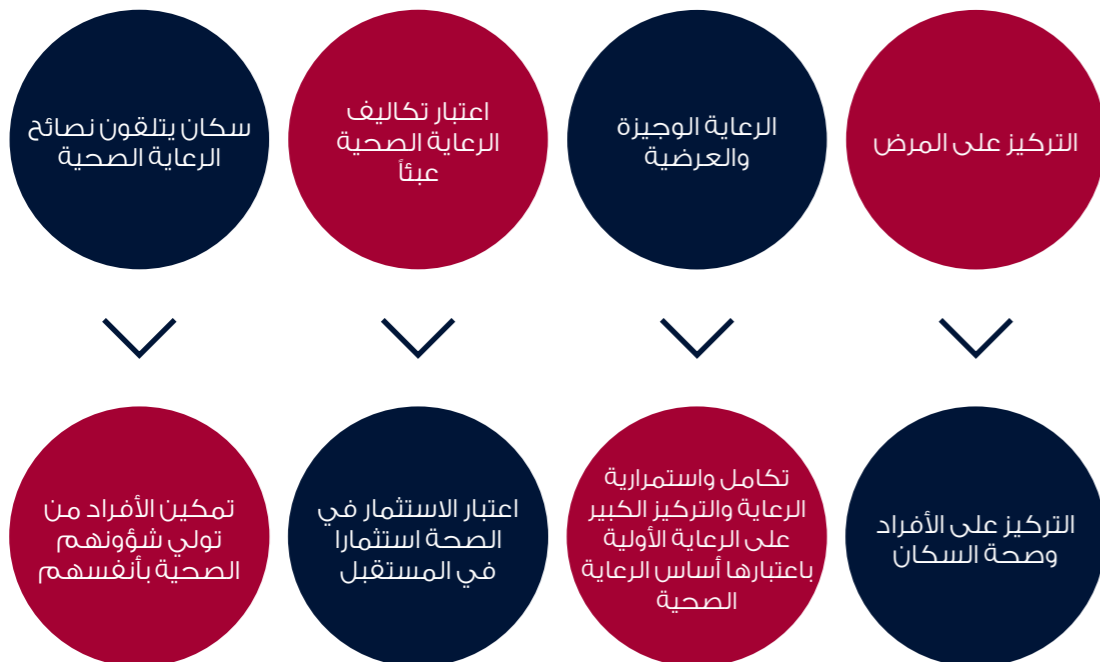 التركيز على المرض
الرعاية الوجيزة
والعرضية
اعتبار تكاليف
الرعاية الصحية
عبئاً
سكان يتلقون نصائح
الرعاية الصحية
التركيز على الأفراد
وصحة السكان
تكامل واستمرارية
الرعاية والتركيز الكبير
على الرعاية الأولية
باعتبارها أساس الرعاية
الصحية
اعتبار الاستثمار في
الصحة استثمارا
في المستقبل
تمكين الأفراد من
تولي شؤونهم
الصحية بأنفسهم